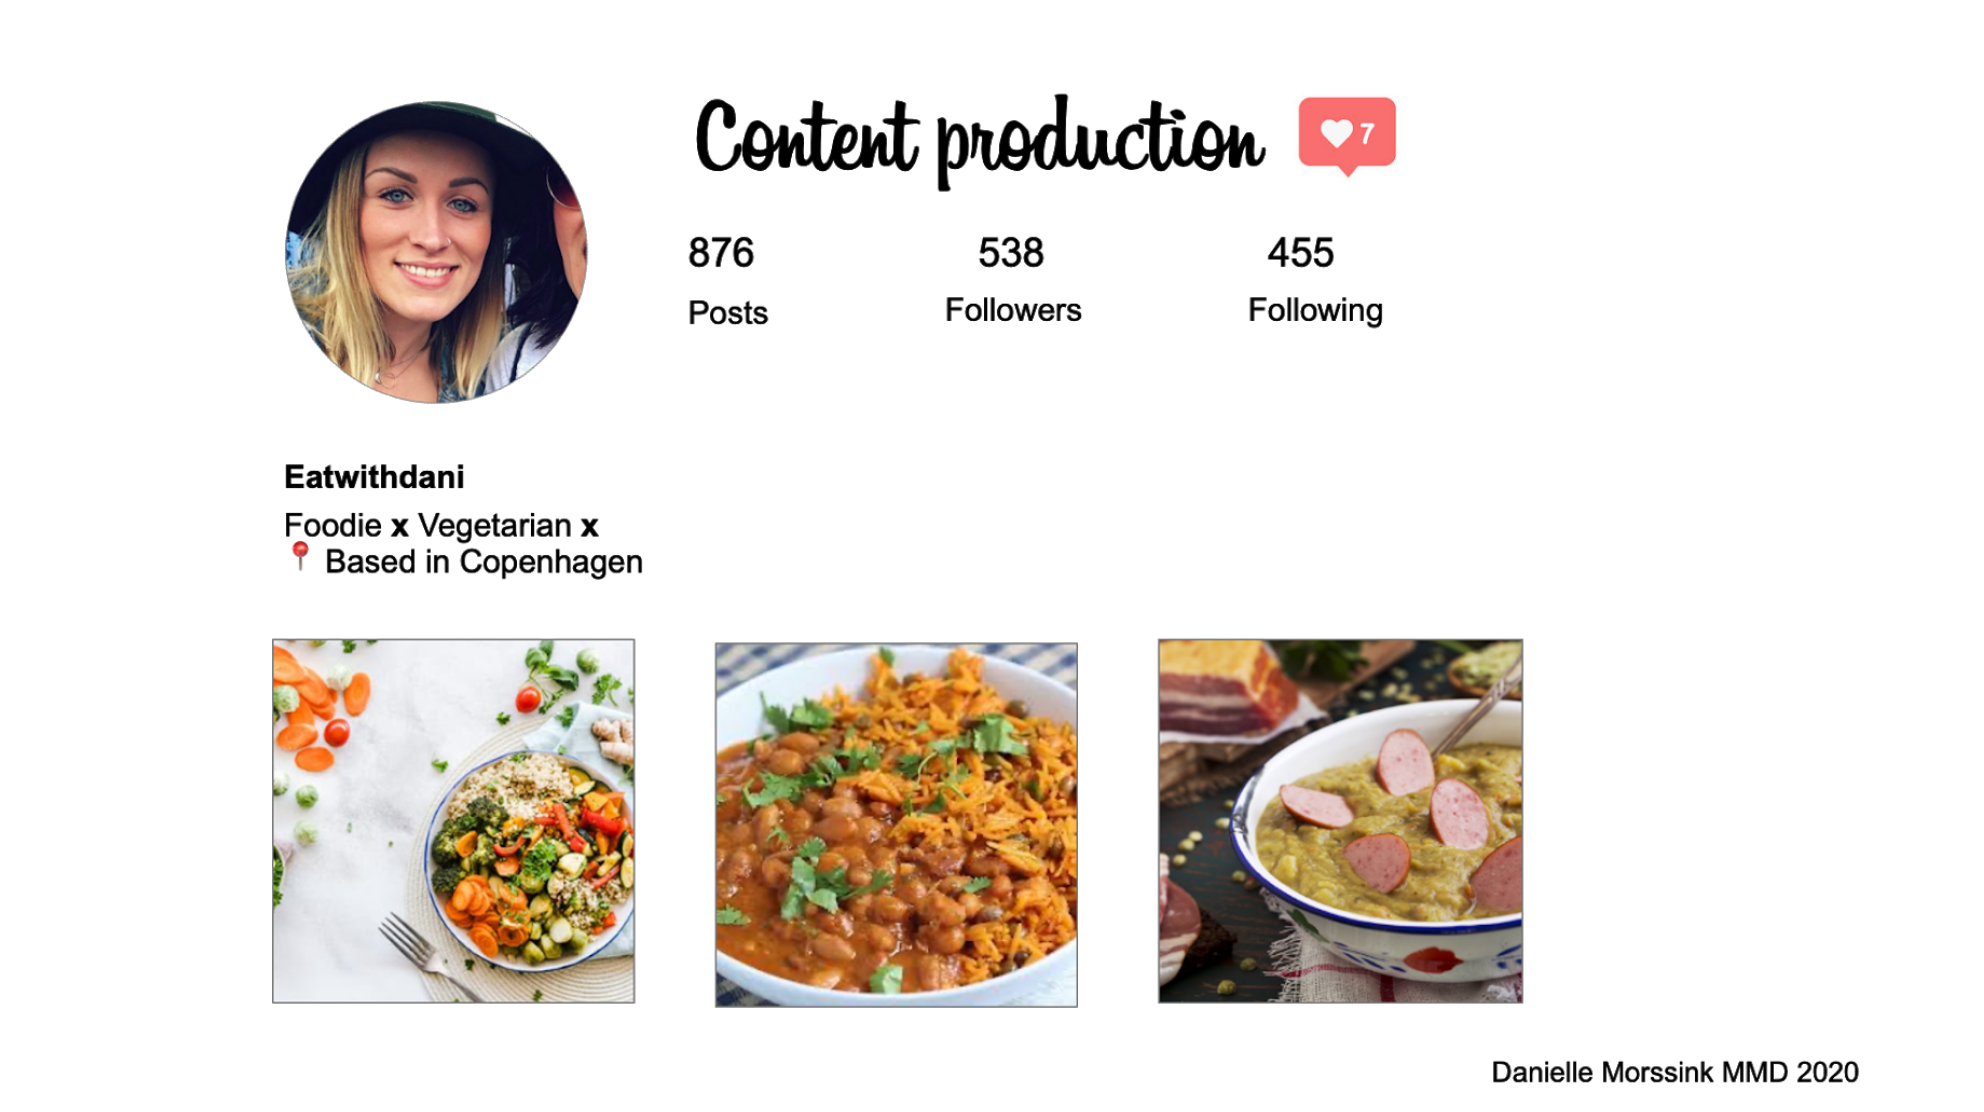 Content production
7
876
538
455
Posts
Followers
Following
Eatwithdani
Foodie x Vegetarian x
📍 Based in Copenhagen
Danielle Morssink MMD 2020